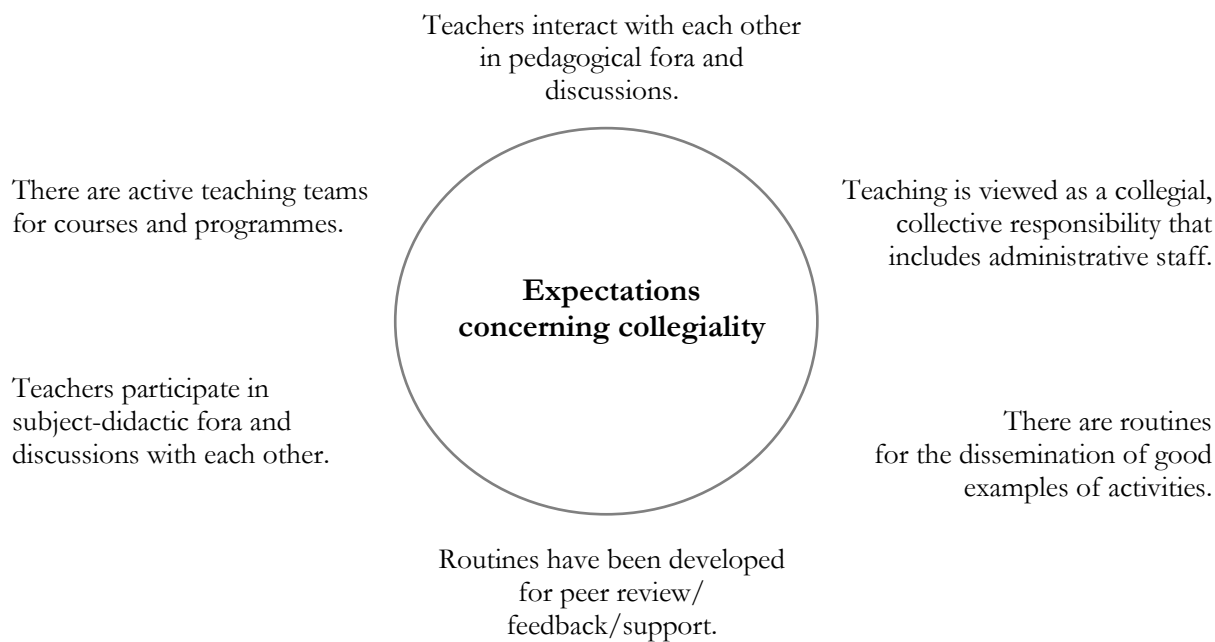 Teachers interact with each other
in pedagogical fora and
discussions.
There are active teaching teams
for courses and programmes.
Teaching is viewed as a collegial,
collective responsibility that
includes administrative staff.
Expectations
concerning collegiality
Teachers participate in
subject-didactic fora and
discussions with each other.
There are routines
for the dissemination of good
examples of activities.
Routines have been developed
for peer review/
feedback/support.